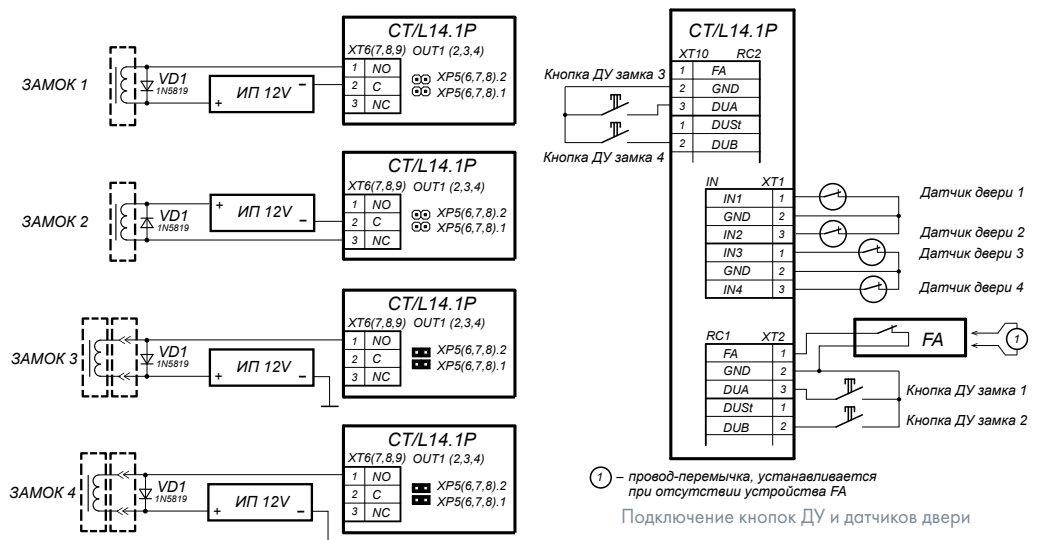 ЗАМОК 1
VD1
1N5819
+ ИП 12V –
CT/L14.1P
XT6(7,8,9) OUT1 (2,3,4)
1 NO
2 C
3 NC
XP5(6,7,8).2
XP5(6,7,8).1
ЗАМОК 2
VD1
1N5819
+ ИП 12V –
CT/L14.1P
XT6(7,8,9) OUT1 (2,3,4)
1 NO
2 C
3 NC
XP5(6,7,8).2
XP5(6,7,8).1
ЗАМОК 3
VD1
1N5819
+ ИП 12V –
CT/L14.1P
XT6(7,8,9) OUT1 (2,3,4)
1 NO
2 C
3 NC
XP5(6,7,8).2
XP5(6,7,8).1
ЗАМОК 4
VD1
1N5819
+ ИП 12V –
CT/L14.1P
XT6(7,8,9) OUT1 (2,3,4)
1 NO
2 C
3 NC
XP5(6,7,8).2
XP5(6,7,8).1
CT/L14.1P
XT10 RC2
1 FA
2 GND
3 DUA
1 DUSt
2 DUB
Кнопка ДУ замка 3
Кнопка ДУ замка 4
IN XT1
IN1 1
GND 2
IN2 3
IN3 1
GND 2
IN4 3
Датчик двери 1
Датчик двери 2
Датчик двери 3
Датчик двери 4
RC1 XT2
FA 1
GND 2
DUA 3
DUSt 1
DUB 2
FA
1
Кнопка ДУ замка 1
Кнопка ДУ замка 2
1 – провод-перемычка, устанавливается
при отсутствии устройства FA
Подключение кнопок ДУ и датчиков двери